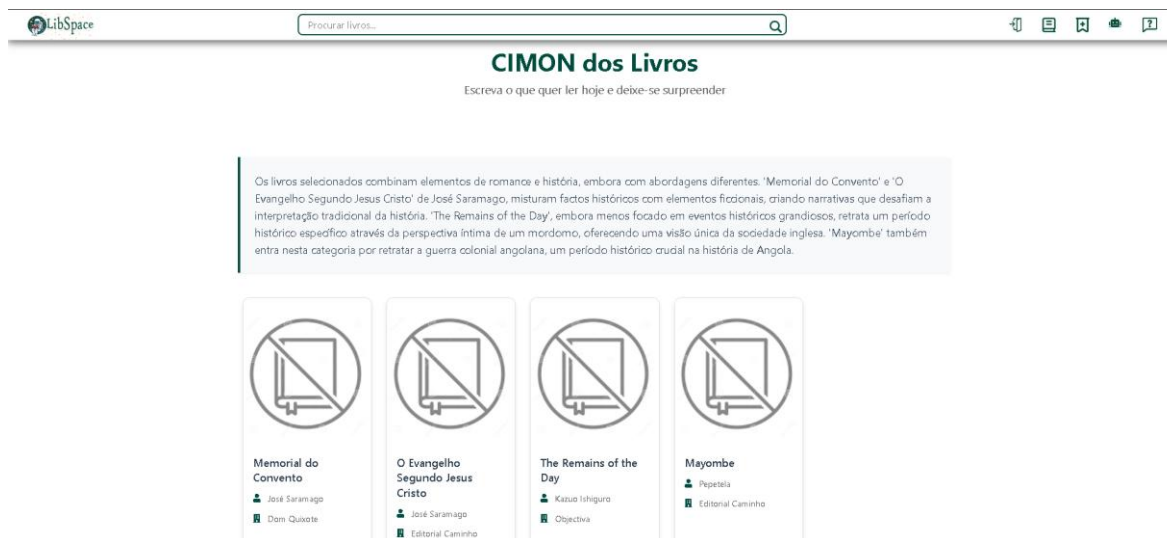 LibSpace
Procurar livros...
CIMON dos Livros
Escreva o que quer ler hoje e deixe-se surpreender
Os livros selecionados combinam elementos de romance e história, embora com abordagens diferentes. 'Memorial do Convento' e 'O
Evangelho Segundo Jesus Cristo' de José Saramago, misturam factos históricos com elementos ficcionais, criando narrativas que desafiam a
interpretação tradicional da história. 'The Remains of the Day', embora menos focado em eventos históricos grandiosos, retrata um período
histórico específico através da perspectiva íntima de um mordomo, oferecendo uma visão única da sociedade inglesa. 'Mayombe' também
entra nesta categoria por retratar a guerra colonial angolana, um período histórico crucial na história de Angola.
Memorial do
Convento
José Saramago
Dom Quixote
O Evangelho
Segundo Jesus
Cristo
José Saramago
Editorial Caminho
The Remains of the
Day
Kazuo Ishiguro
Objectiva
Mayombe
Pepetela
Editorial Caminho